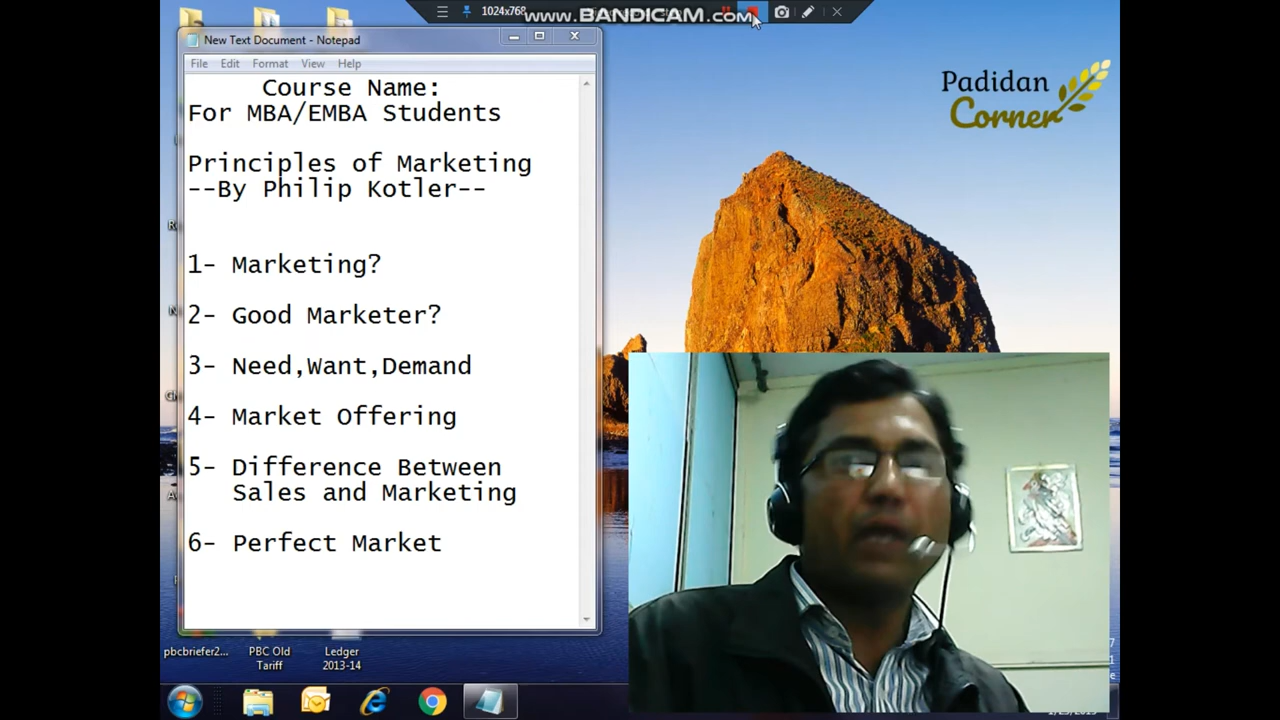 1024x768
www.BANDICAM.com
New Text Document - Notepad
File Edit Format View Help
Course Name:
For MBA/EMBA Students
Principles of Marketing
--By Philip Kotler--
1- Marketing?
2- Good Marketer?
3- Need,Want,Demand
4- Market Offering
5- Difference Between
Sales and Marketing
6- Perfect Market
Padidan
Corner
pbcbriefer2...
PBC Old
Tariff
Ledger
2013-14